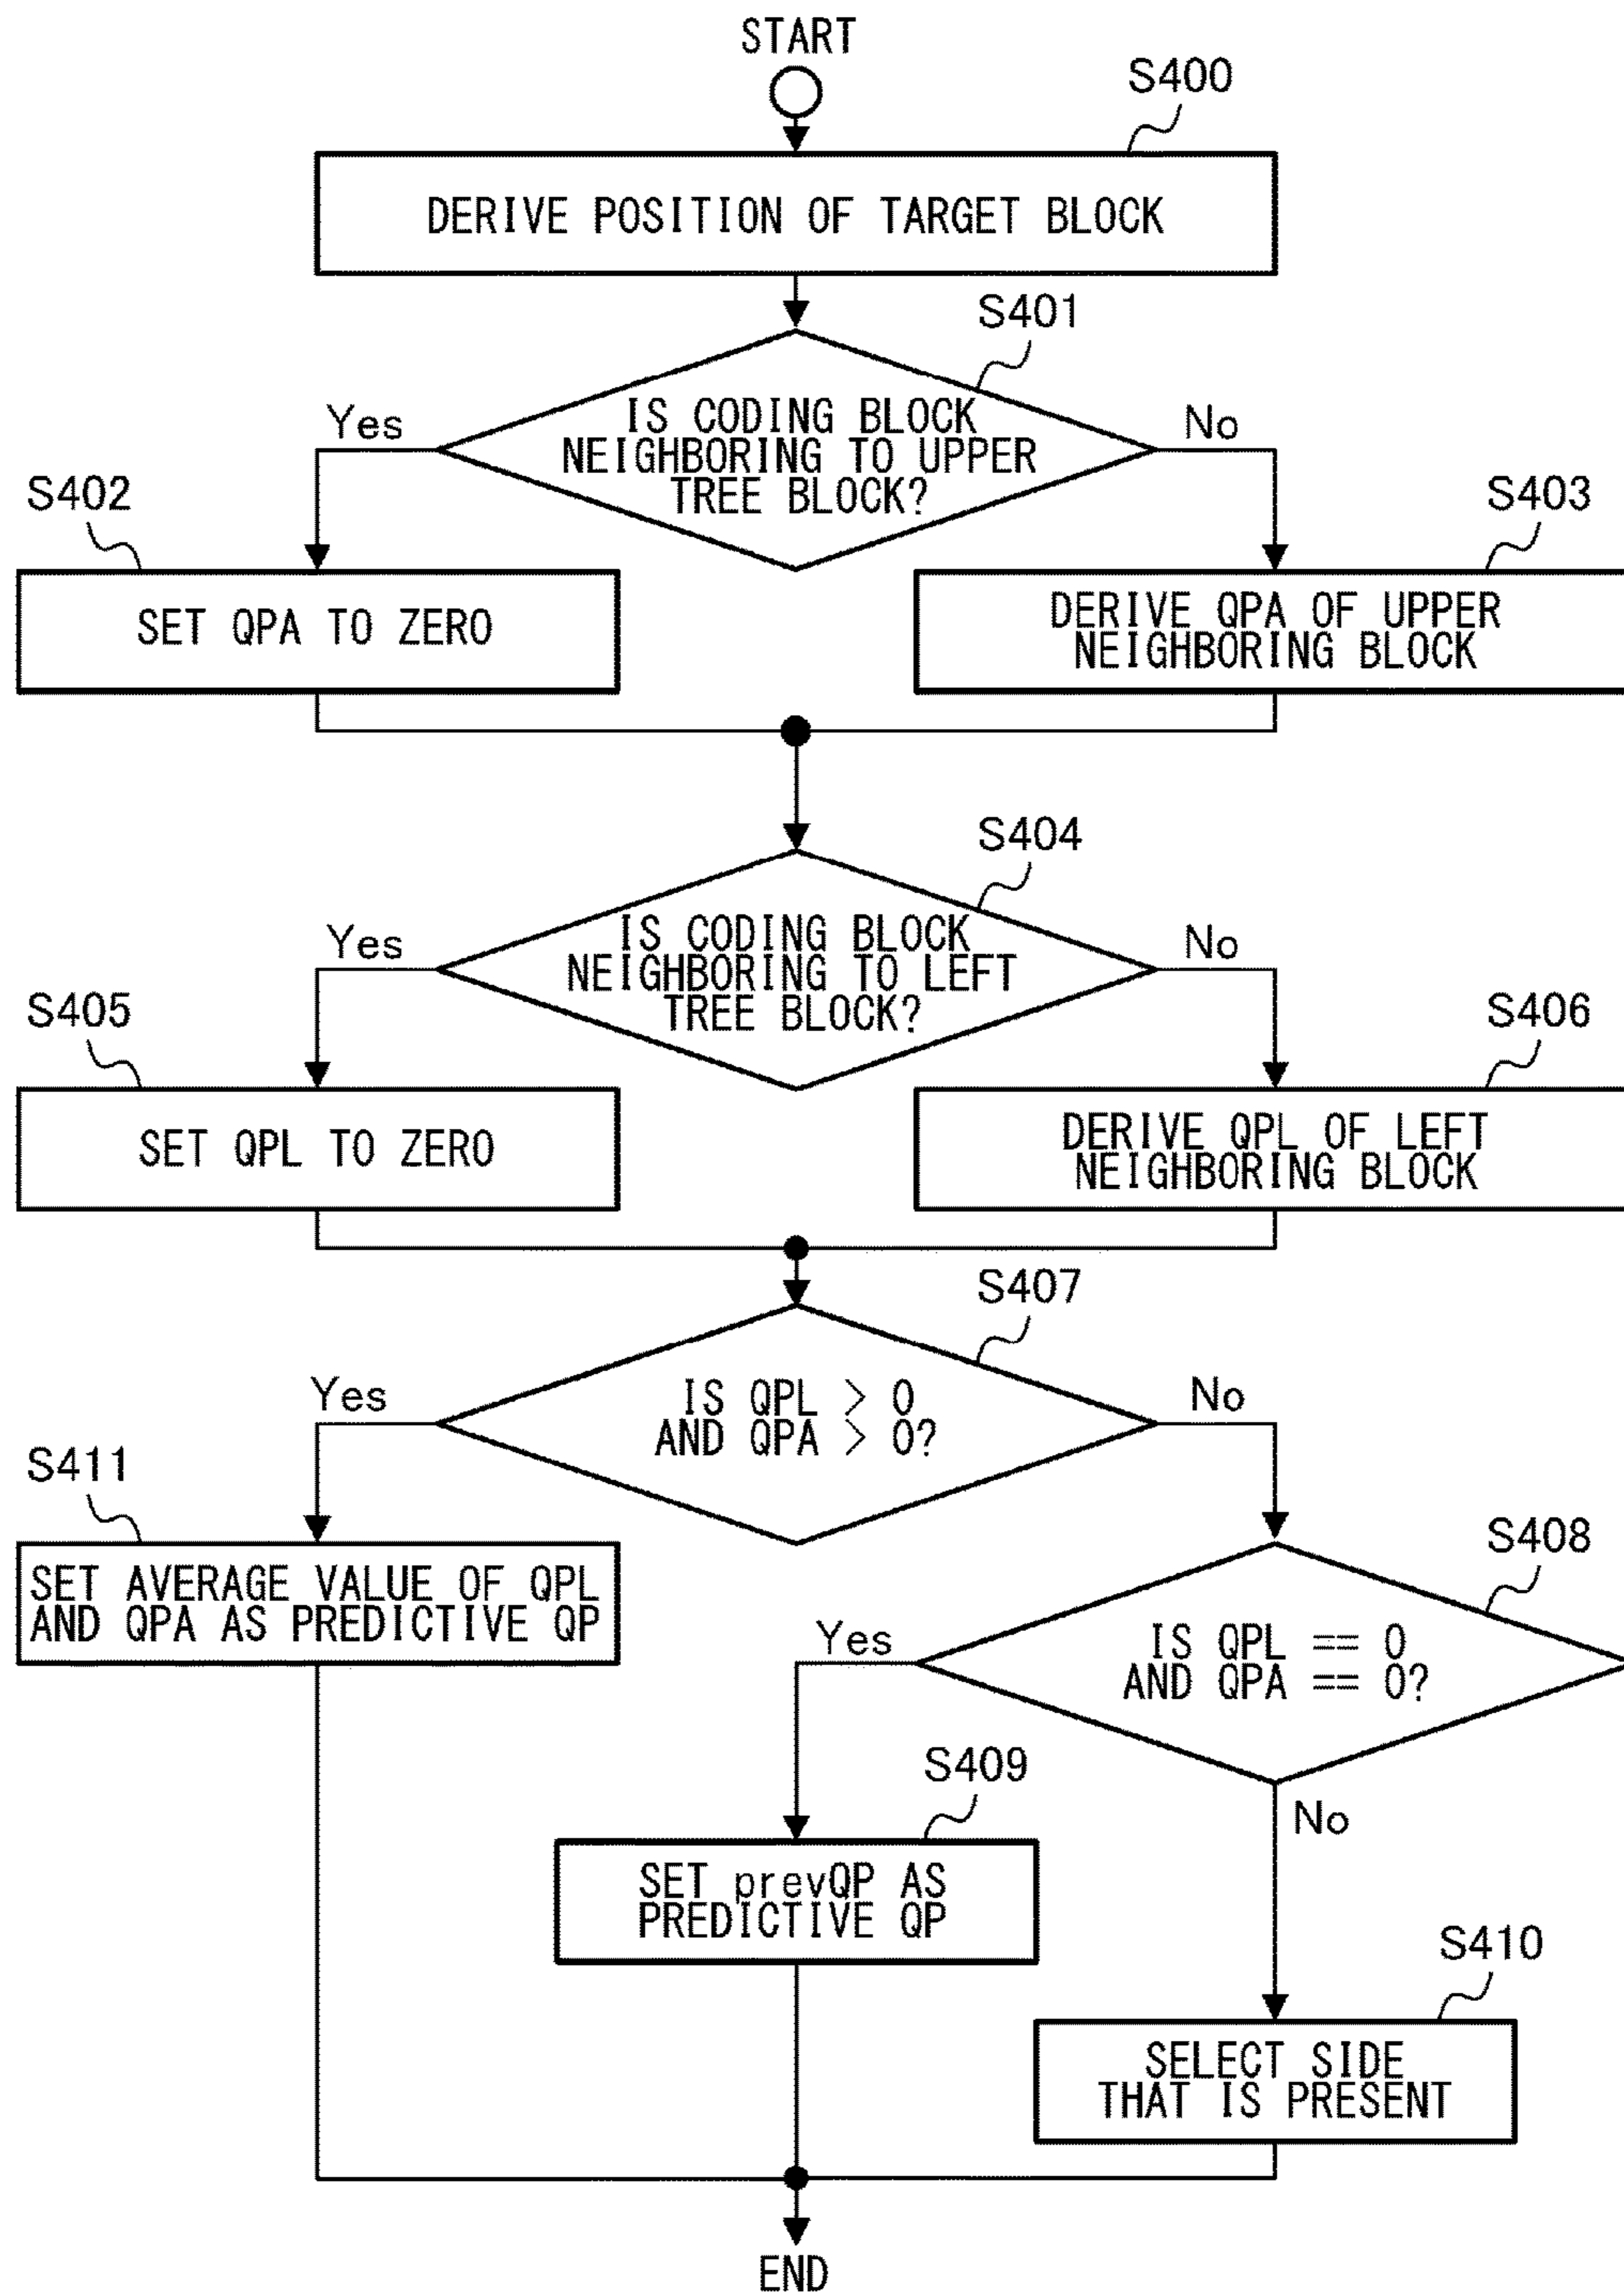 START
S400
DERIVE POSITION OF TARGET BLOCK
S401
IS CODING BLOCK
NEIGHBORING TO UPPER
TREE BLOCK?
Yes
No
S402
SET QPA TO ZERO
S403
DERIVE QPA OF UPPER
NEIGHBORING BLOCK
S404
IS CODING BLOCK
NEIGHBORING TO LEFT
TREE BLOCK?
Yes
No
S405
SET QPL TO ZERO
S406
DERIVE QPL OF LEFT
NEIGHBORING BLOCK
S407
IS QPL > 0
AND QPA > 0?
Yes
No
S411
SET AVERAGE VALUE OF QPL
AND QPA AS PREDICTIVE QP
S408
IS QPL == 0
AND QPA == 0?
Yes
No
S409
SET prevQP AS
PREDICTIVE QP
S410
SELECT SIDE
THAT IS PRESENT
END